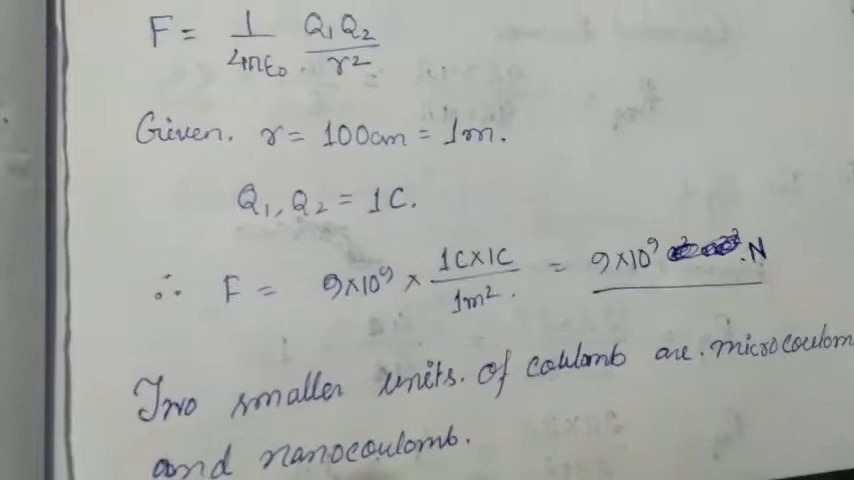 F = 1/4πε₀ · Q₁Q₂/r²
Given. r = 100cm = 1m.
Q₁, Q₂ = 1C.
∴ F = 9×10⁹ × 1C×1C/1m². = 9×10⁹ .N
Two smaller units. of coulomb are. microcoulom
and nanocoulomb.